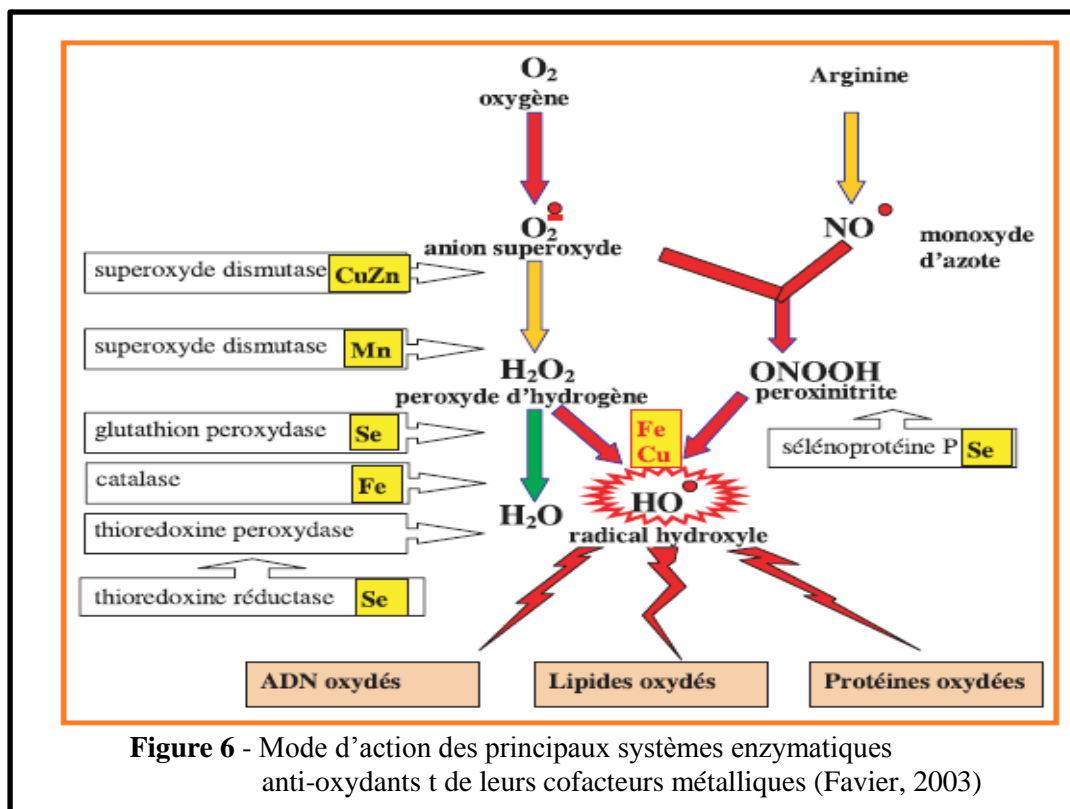 O₂
oxygène
Arginine
O₂
anion superoxyde
NO
monoxyde
d'azote
superoxyde dismutase CuZn
superoxyde dismutase Mn
H₂O₂
peroxyde d'hydrogène
ONOOH
peroxinitrite
glutathion peroxydase Se
Fe
Cu
sélénoprotéine P Se
catalase Fe
HO
thioredoxine peroxydase
H₂O
radical hydroxyle
thioredoxine réductase Se
ADN oxydés
Lipides oxydés
Protéines oxydées
Figure 6 - Mode d'action des principaux systèmes enzymatiques
anti-oxydants t de leurs cofacteurs métalliques (Favier, 2003)